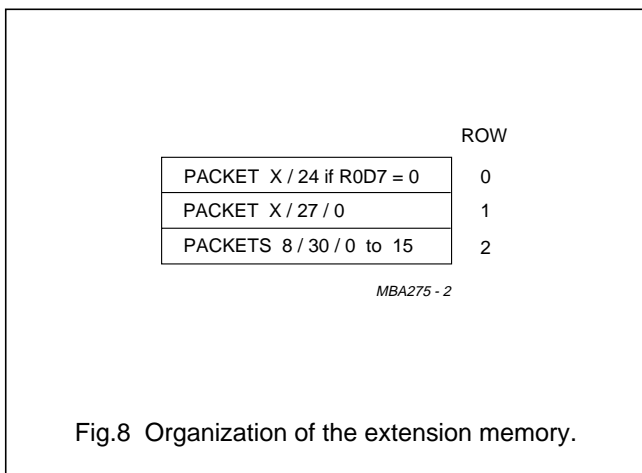 ROW
PACKET X / 24 if R0D7 = 0 0
PACKET X / 27 / 0 1
PACKETS 8 / 30 / 0 to 15 2
MBA275 - 2
Fig.8 Organization of the extension memory.